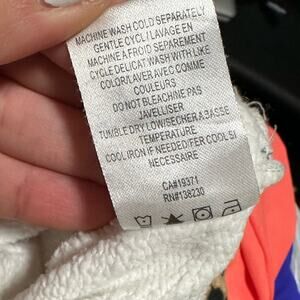 MACHINE WASH COLD SEPARATELY
GENTLE CYCL/LAVAGE EN
MACHINE A FROID SEPAREMENT
CYCLE DELICAT WASH WITH LIKE
COLOR/LAVER AVEC COMME
COULEURS
DO NOT BLEACH/NE PAS
JAVELLISER
TUMBLE DRY LOW/SECHER A BASSE
TEMPERATURE
COOL IRON IF NEEDED/FER COOL SI
NECESSAIRE
CA#19371
RN#138230